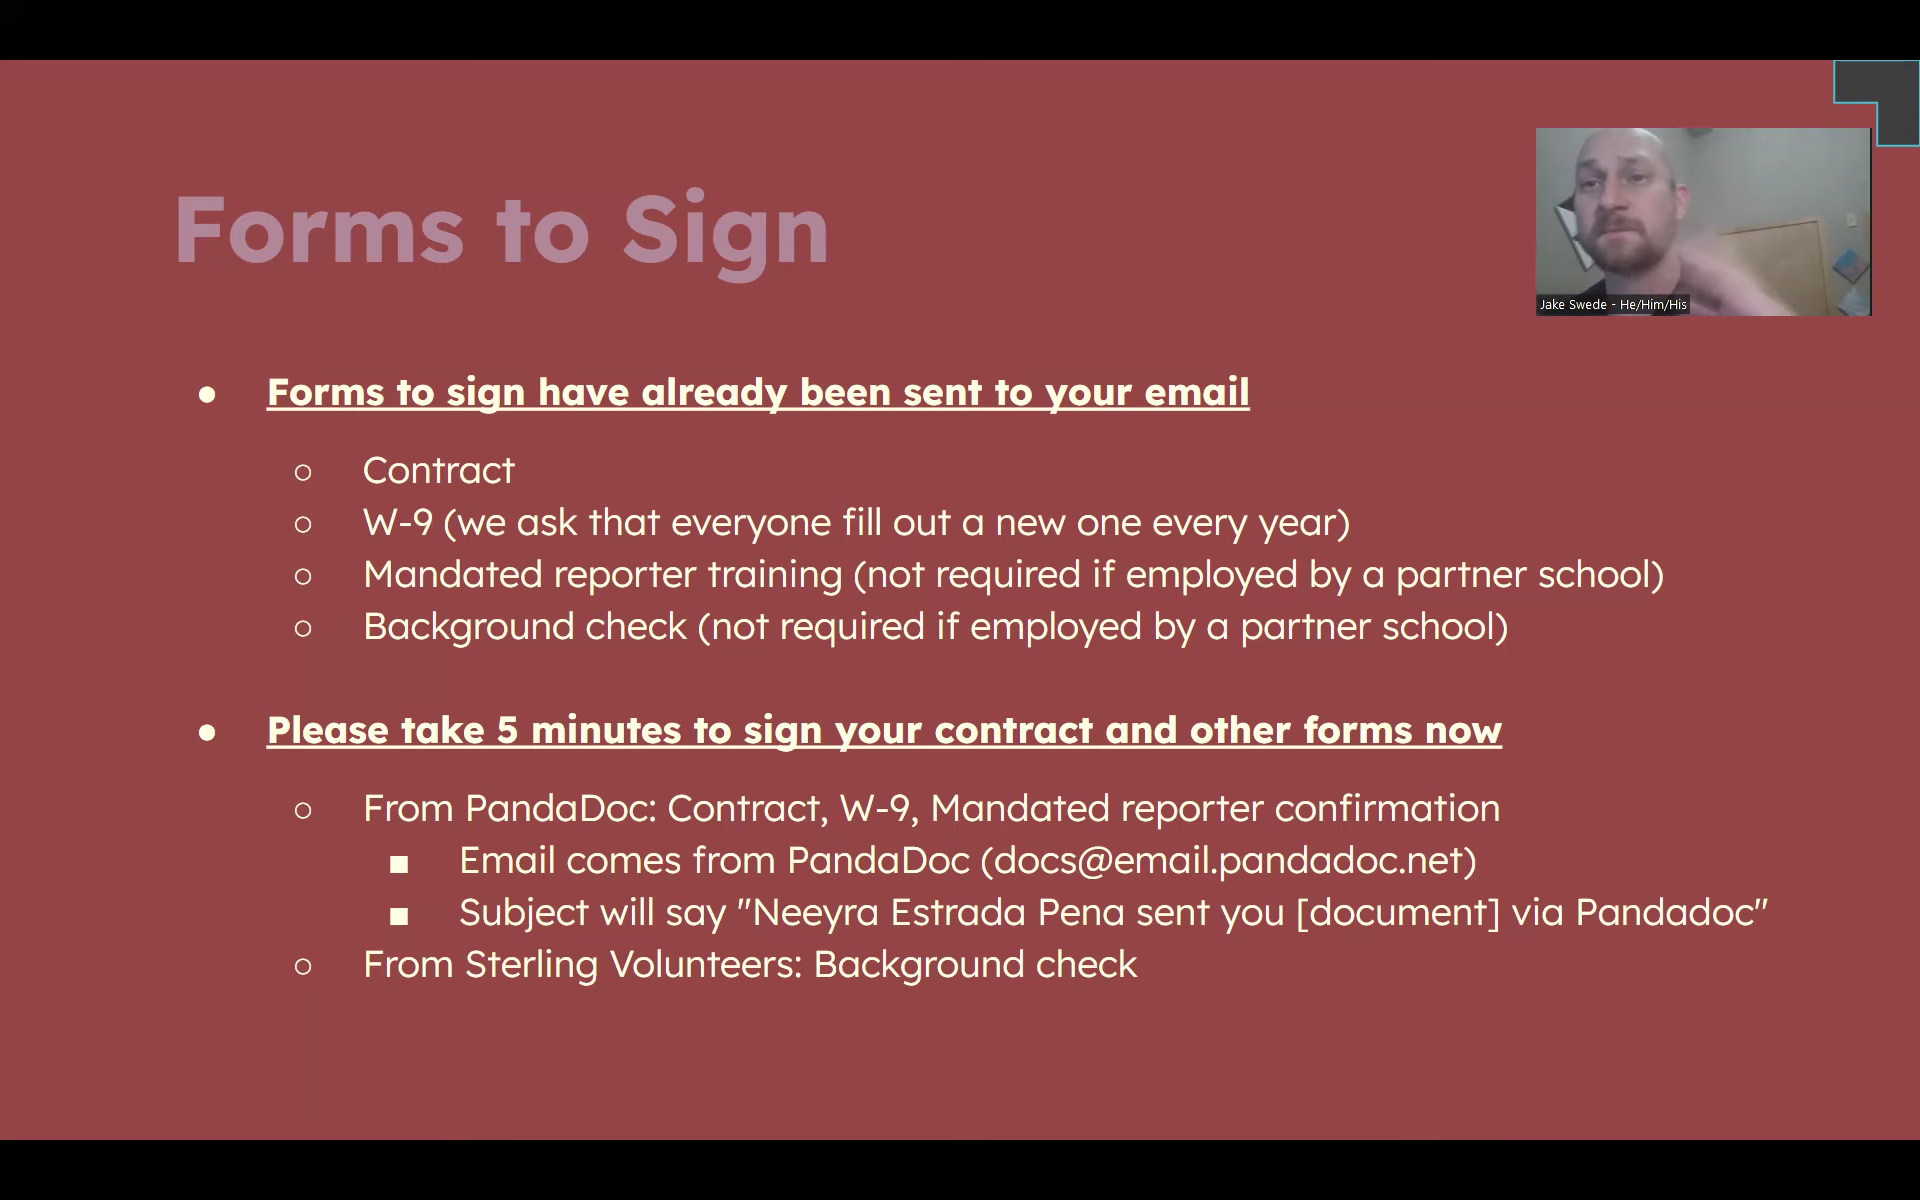 Forms to Sign
Jake Swede - He/Him/His
● Forms to sign have already been sent to your email
○ Contract
○ W-9 (we ask that everyone fill out a new one every year)
○ Mandated reporter training (not required if employed by a partner school)
○ Background check (not required if employed by a partner school)
● Please take 5 minutes to sign your contract and other forms now
○ From PandaDoc: Contract, W-9, Mandated reporter confirmation
■ Email comes from PandaDoc (docs@email.pandadoc.net)
■ Subject will say "Neeyra Estrada Pena sent you [document] via Pandadoc"
○ From Sterling Volunteers: Background check